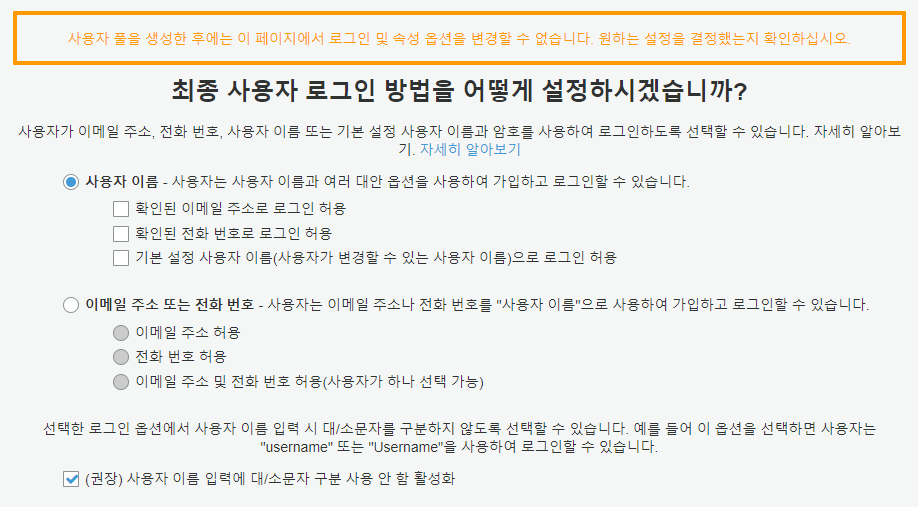 사용자 풀을 생성한 후에는 이 페이지에서 로그인 및 속성 옵션을 변경할 수 없습니다. 원하는 설정을 결정했는지 확인하십시오.
최종 사용자 로그인 방법을 어떻게 설정하시겠습니까?
사용자가 이메일 주소, 전화 번호, 사용자 이름 또는 기본 설정 사용자 이름과 암호를 사용하여 로그인하도록 선택할 수 있습니다. 자세히 알아보
기. 자세히 알아보기
사용자 이름 - 사용자는 사용자 이름과 여러 대안 옵션을 사용하여 가입하고 로그인할 수 있습니다.
확인된 이메일 주소로 로그인 허용
확인된 전화 번호로 로그인 허용
기본 설정 사용자 이름(사용자가 변경할 수 있는 사용자 이름)으로 로그인 허용
이메일 주소 또는 전화 번호 - 사용자는 이메일 주소나 전화 번호를 "사용자 이름"으로 사용하여 가입하고 로그인할 수 있습니다.
이메일 주소 허용
전화 번호 허용
이메일 주소 및 전화 번호 허용(사용자가 하나 선택 가능)
선택한 로그인 옵션에서 사용자 이름 입력 시 대/소문자를 구분하지 않도록 선택할 수 있습니다. 예를 들어 이 옵션을 선택하면 사용자는
"username" 또는 "Username"을 사용하여 로그인할 수 있습니다.
(권장) 사용자 이름 입력에 대/소문자 구분 사용 안 함 활성화